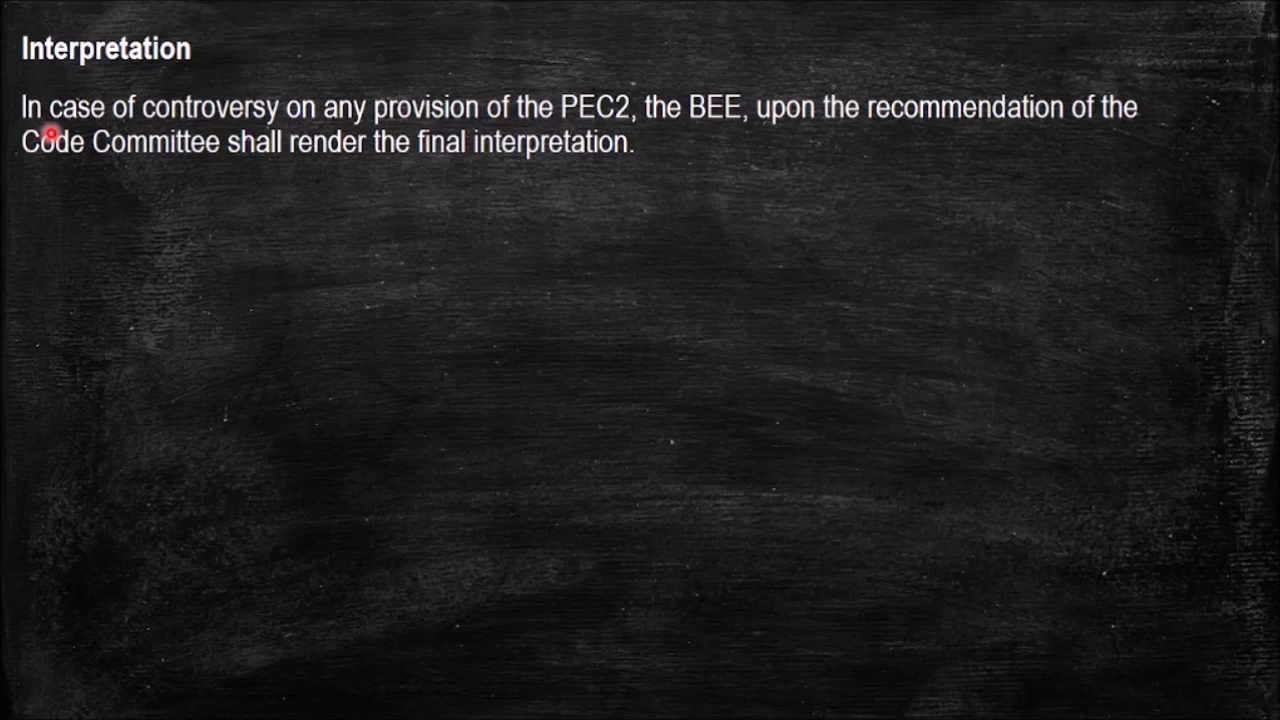 Interpretation
In case of controversy on any provision of the PEC2, the BEE, upon the recommendation of the
Code Committee shall render the final interpretation.